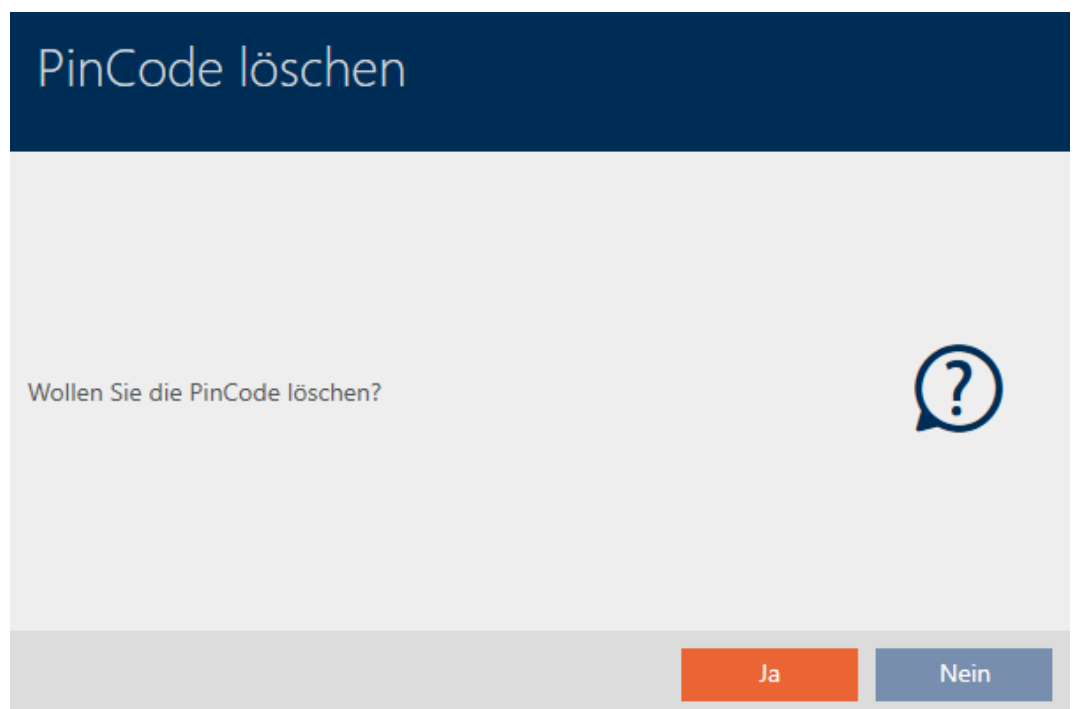 PinCode löschen
Wollen Sie die PinCode löschen?
?
Ja
Nein